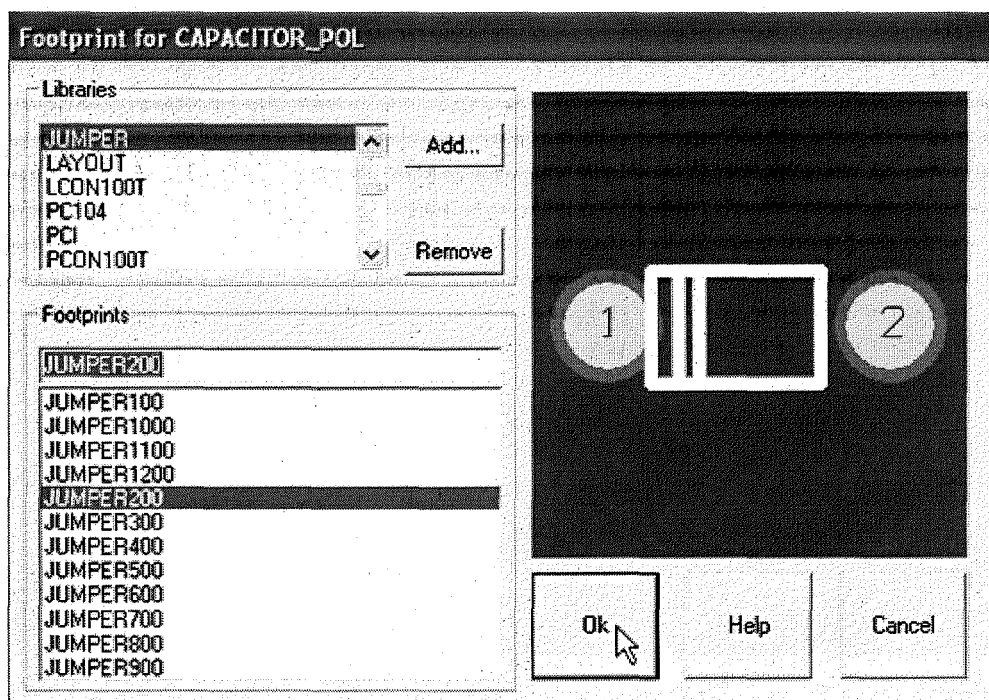 Footprint for CAPACITOR_POL
Libraries
JUMPER
LAYOUT
LCON100T
PC104
PCI
PCON100T
Add...
Remove
Footprints
JUMPER200
JUMPER100
JUMPER1000
JUMPER1100
JUMPER1200
JUMPER200
JUMPER300
JUMPER400
JUMPER500
JUMPER600
JUMPER700
JUMPER800
JUMPER900
1
2
Ok
Help
Cancel